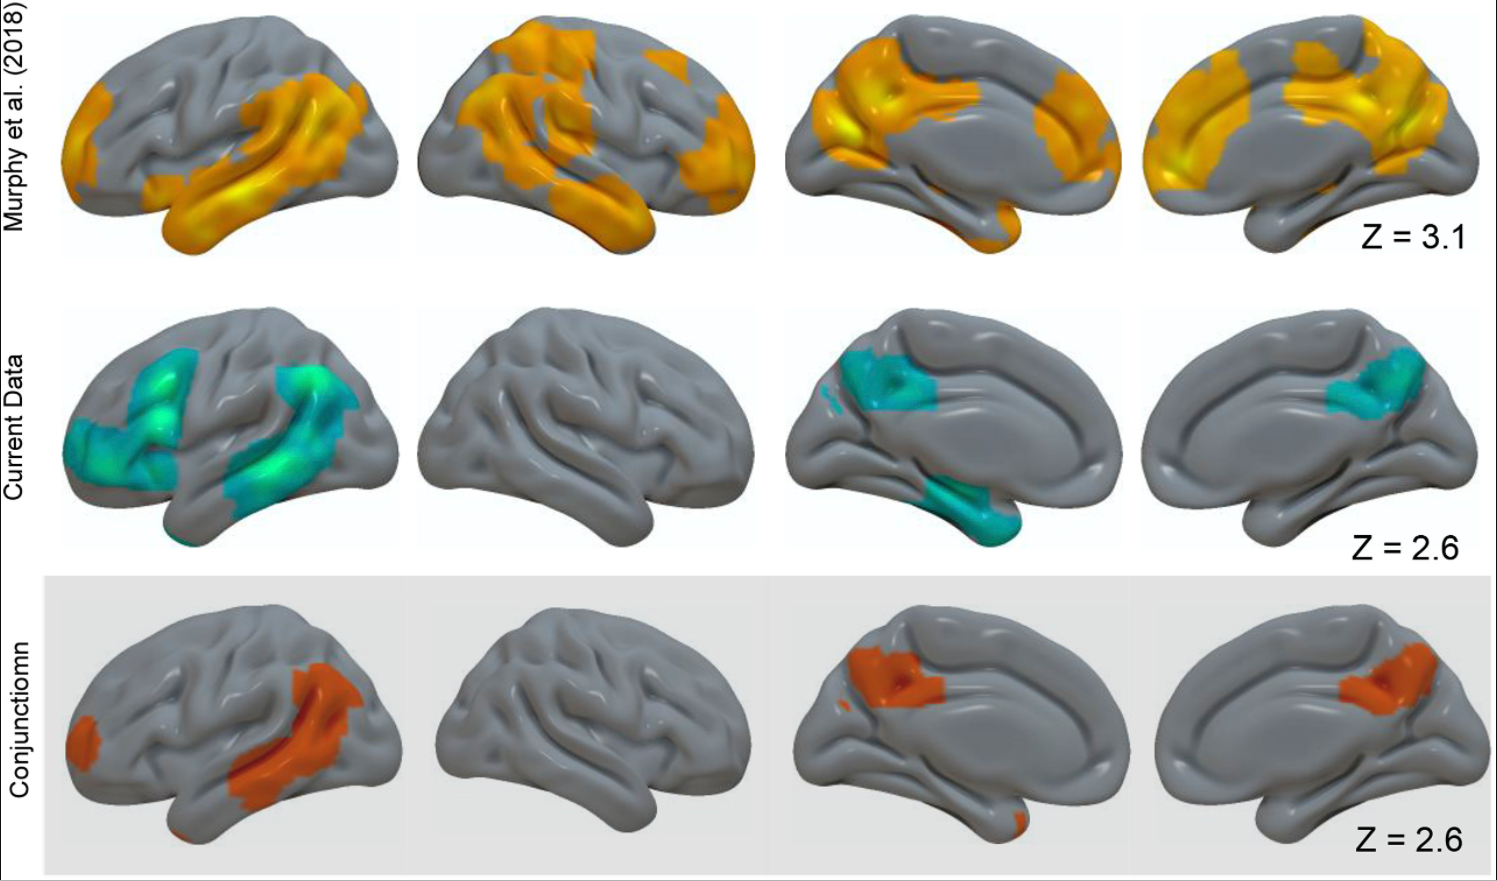 Murphy et al. (2018)
Z = 3.1
Current Data
Z = 2.6
Conjunctiomn
Z = 2.6